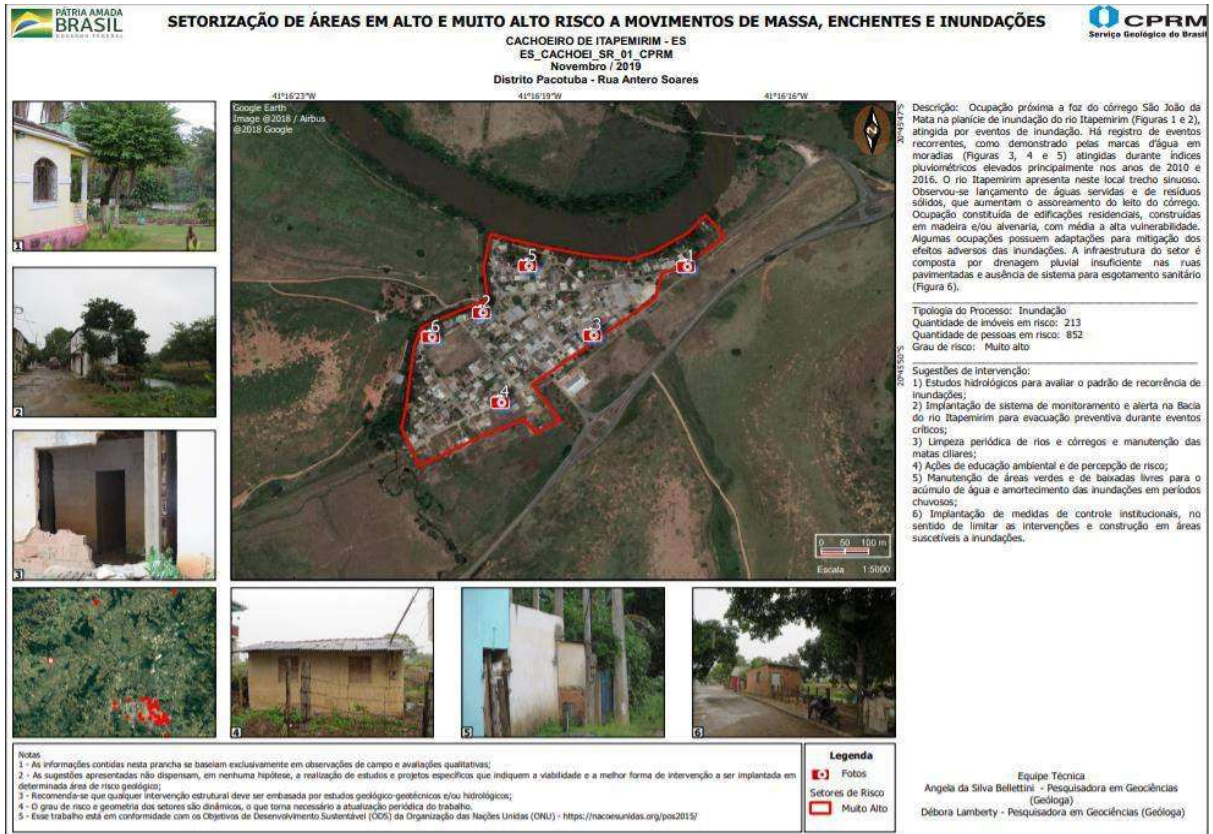 PÁTRIA AMADA
BRASIL
GOVERNO FEDERAL
SETORIZAÇÃO DE ÁREAS EM ALTO E MUITO ALTO RISCO A MOVIMENTOS DE MASSA, ENCHENTES E INUNDAÇÕES
CPRM
Serviço Geológico do Brasil
CACHOEIRO DE ITAPEMIRIM - ES
ES_CACHOEI_SR_01_CPRM
Novembro / 2019
Distrito Pacotuba - Rua Antero Soares
41°16'23"W
41°16'19"W
41°16'16"W
Google Earth
Image @2018 / Airbus
@2018 Google
N
20°45'47"S
20°45'50"S
1
2
3
4
5
6
1
2
3
4
5
6
0 50 100 m
Escala 1:5000
Descrição: Ocupação próxima a foz do córrego São João da
Mata na planície de inundação do rio Itapemirim (Figuras 1 e 2),
atingida por eventos de inundação. Há registro de eventos
recorrentes, como demonstrado pelas marcas d'água em
moradias (Figuras 3, 4 e 5) atingidas durante índices
pluviométricos elevados principalmente nos anos de 2010 e
2016. O rio Itapemirim apresenta neste local trecho sinuoso.
Observou-se lançamento de águas servidas e de resíduos
sólidos, que aumentam o assoreamento do leito do córrego.
Ocupação constituída de edificações residenciais, construídas
em madeira e/ou alvenaria, com média a alta vulnerabilidade.
Algumas ocupações possuem adaptações para mitigação dos
efeitos adversos das inundações. A infraestrutura do setor é
composta por drenagem pluvial insuficiente nas ruas
pavimentadas e ausência de sistema para esgotamento sanitário
(Figura 6).
Tipologia do Processo: Inundação
Quantidade de imóveis em risco: 213
Quantidade de pessoas em risco: 852
Grau de risco: Muito alto
Sugestões de intervenção:
1) Estudos hidrológicos para avaliar o padrão de recorrência de
inundações;
2) Implantação de sistema de monitoramento e alerta na Bacia
do rio Itapemirim para evacuação preventiva durante eventos
críticos;
3) Limpeza periódica de rios e córregos e manutenção das
matas ciliares;
4) Ações de educação ambiental e de percepção de risco;
5) Manutenção de áreas verdes e de baixadas livres para o
acúmulo de água e amortecimento das inundações em períodos
chuvosos;
6) Implantação de medidas de controle institucionais, no
sentido de limitar as intervenções e construção em áreas
suscetíveis a inundações.
Notas
1 - As informações contidas nesta prancha se baseiam exclusivamente em observações de campo e avaliações qualitativas;
2 - As sugestões apresentadas não dispensam, em nenhuma hipótese, a realização de estudos e projetos específicos que indiquem a viabilidade e a melhor forma de intervenção a ser implantada em
determinada área de risco geológico;
3 - Recomenda-se que qualquer intervenção estrutural deve ser embasada por estudos geológico-geotécnicos e/ou hidrológicos;
4 - O grau de risco e geometria dos setores são dinâmicos, o que torna necessário a atualização periódica do trabalho.
5 - Esse trabalho está em conformidade com os Objetivos de Desenvolvimento Sustentável (ODS) da Organização das Nações Unidas (ONU) - https://nacoesunidas.org/pos2015/
Legenda
Fotos
Setores de Risco
Muito Alto
Equipe Técnica
Angela da Silva Bellettini - Pesquisadora em Geociências
(Geóloga)
Débora Lamberty - Pesquisadora em Geociências (Geóloga)